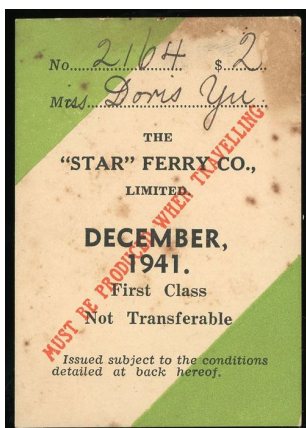 No. 2164 $ 2
Miss Doris Yu
THE
"STAR" FERRY CO.,
LIMITED.
DECEMBER,
1941.
First Class
Not Transferable
Issued subject to the conditions
detailed at back hereof.
MUST BE PRODUCED WHEN TRAVELLING